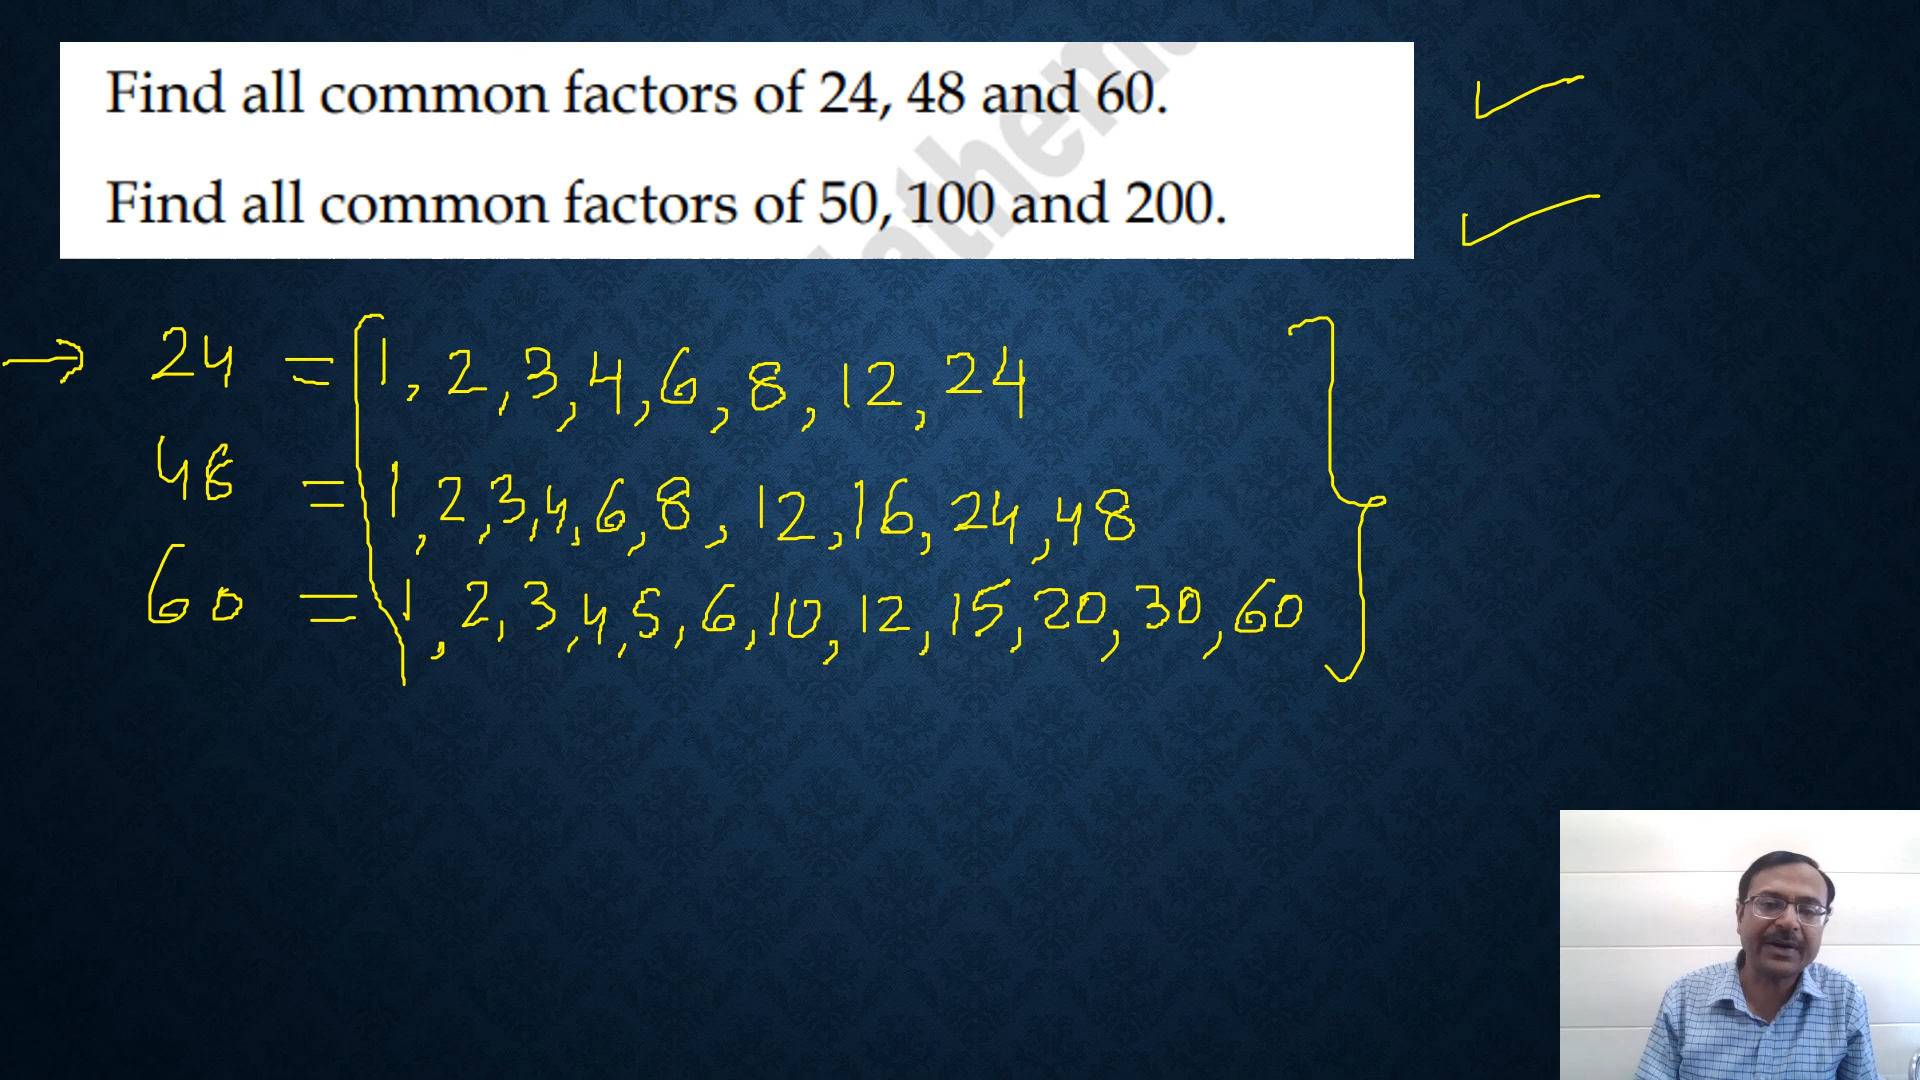 Find all common factors of 24, 48 and 60.
Find all common factors of 50, 100 and 200.
→ 24 = 1, 2, 3, 4, 6, 8, 12, 24
48 = 1, 2, 3, 4, 6, 8, 12, 16, 24, 48
60 = 1, 2, 3, 4, 5, 6, 10, 12, 15, 20, 30, 60